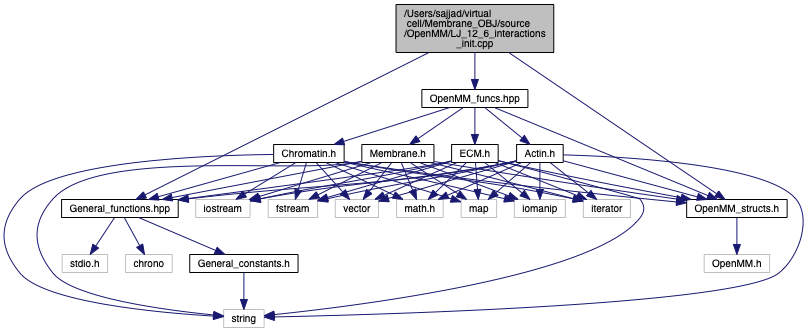 /Users/sajjad/virtual
cell/Membrane_OBJ/source
/OpenMM/LJ_12_6_interactions
_init.cpp
OpenMM_funcs.hpp
Chromatin.h
Membrane.h
ECM.h
Actin.h
General_functions.hpp
iostream
fstream
vector
math.h
map
iomanip
iterator
OpenMM_structs.h
stdio.h
chrono
General_constants.h
OpenMM.h
string